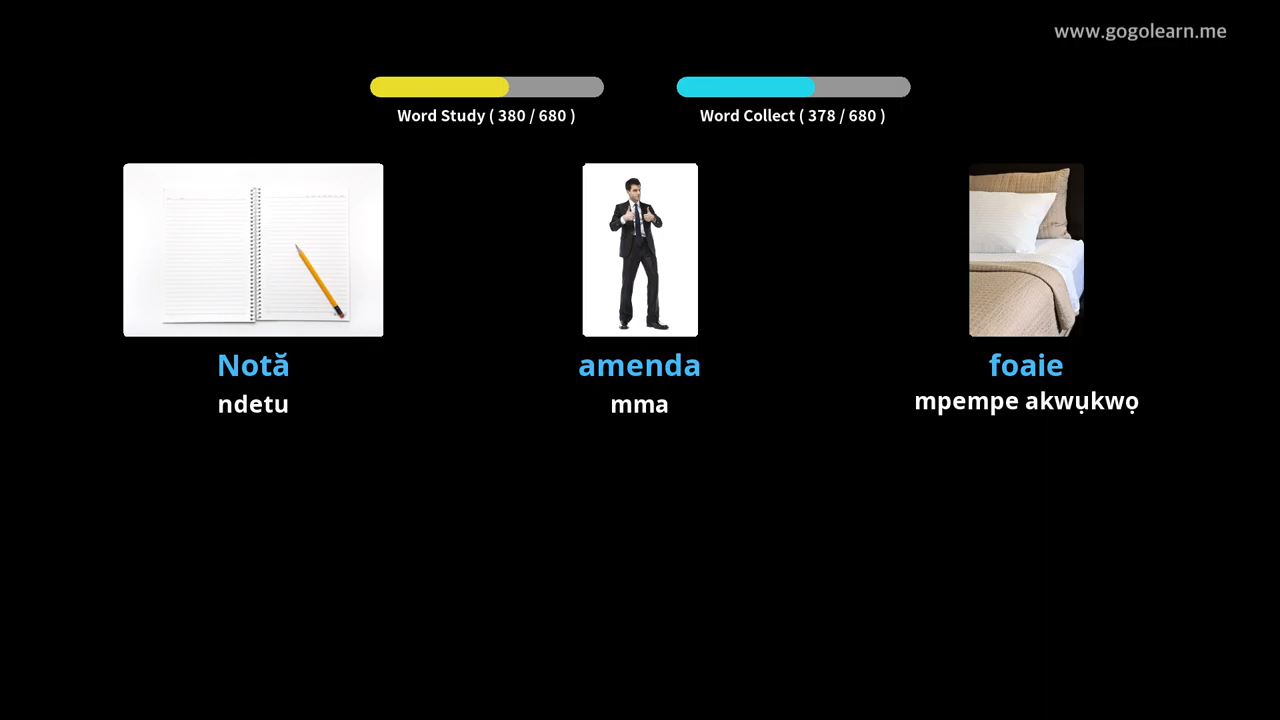 www.gogolearn.me
Word Study ( 380 / 680 )
Word Collect ( 378 / 680 )
Notă
amenda
foaie
ndetu
mma
mpempe akwụkwọ